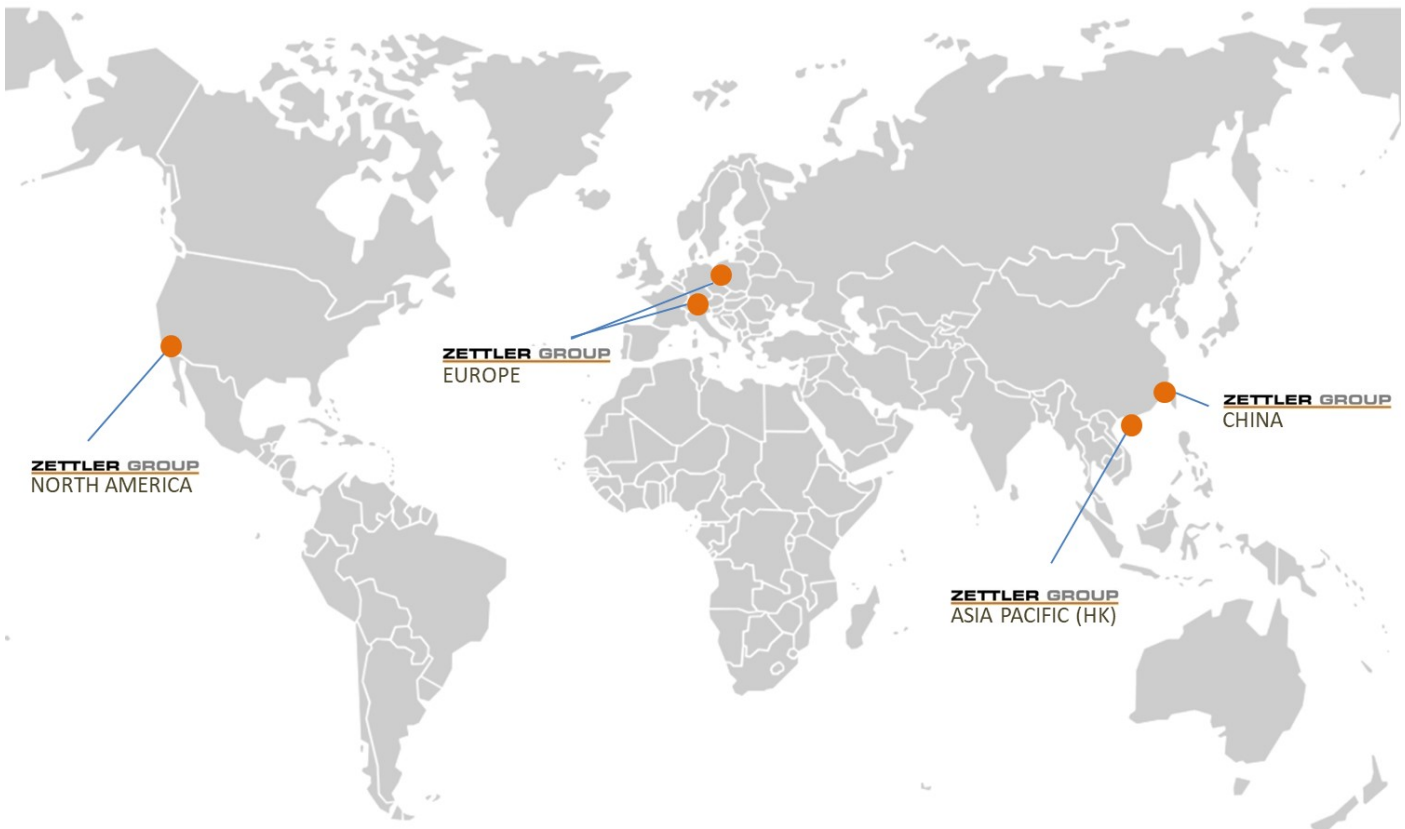 ZETTLER GROUP
EUROPE
ZETTLER GROUP
CHINA
ZETTLER GROUP
NORTH AMERICA
ZETTLER GROUP
ASIA PACIFIC (HK)